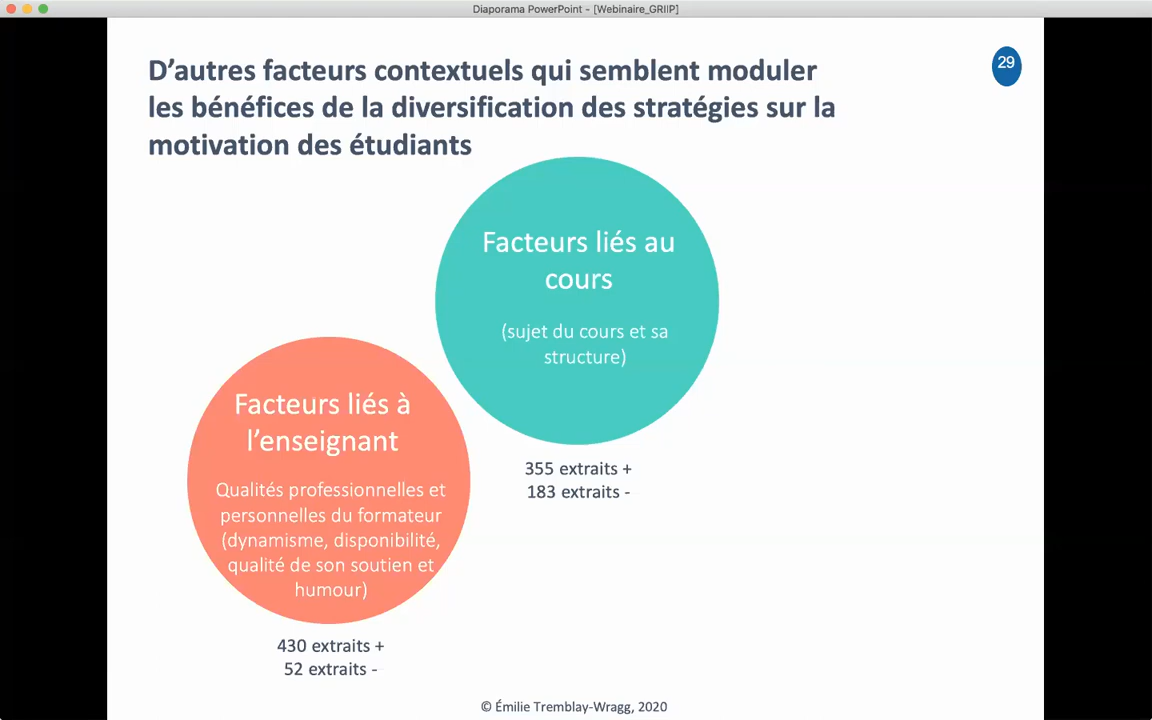 Diaporama PowerPoint - [Webinaire_GRIIP]
D'autres facteurs contextuels qui semblent moduler
les bénéfices de la diversification des stratégies sur la
motivation des étudiants
29
Facteurs liés au
cours
(sujet du cours et sa
structure)
355 extraits +
183 extraits -
Facteurs liés à
l'enseignant
Qualités professionnelles et
personnelles du formateur
(dynamisme, disponibilité,
qualité de son soutien et
humour)
430 extraits +
52 extraits -
© Émilie Tremblay-Wragg, 2020